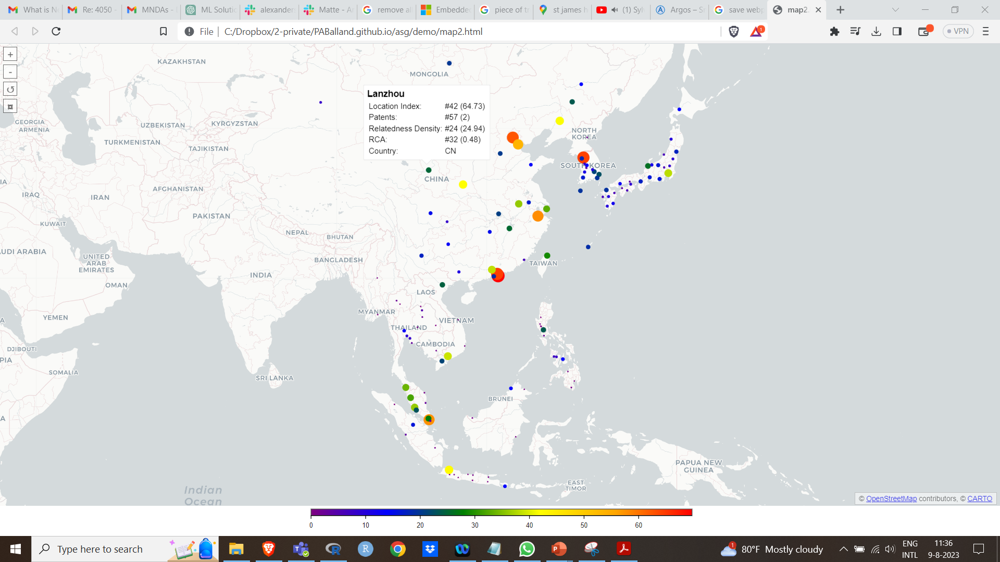 What is N
Re: 4050 -
MNDAs -
ML Solutic
alexander
Matte - A
remove al
Embedded
piece of tr
st james h
(1) Syl
Argos – Sr
save webp
map2.
File
C:/Dropbox/2-private/PABalland.github.io/asg/demo/map2.html
1
VPN
+
-
KAZAKHSTAN
MONGOLIA
Lanzhou
Location Index: #42 (64.73)
Patents: #57 (2)
Relatedness Density: #24 (24.94)
RCA: #32 (0.48)
Country: CN
GEORGIA
ARMENIA
UZBEKISTAN
KYRGYZSTAN
TURKMENISTAN
TAJIKISTAN
NORTH
KOREA
SOUTH KOREA
CHINA
IA
AFGHANISTAN
IRAQ
IRAN
PAKISTAN
KUWAIT
NEPAL
BHUTAN
UDI ARABIA
UNITED
ARAB
EMIRATES
BANGLADESH
TAIWAN
INDIA
OMAN
LAOS
MYANMAR
YEMEN
A
VIETNAM
THAILAND
CAMBODIA
DJIBOUTI
PIA
SOMALIA
SRI LANKA
BRUNEI
A
PAPUA NEW
GUINEA
EAST
TIMOR
Indian
Ocean
© OpenStreetMap contributors, © CARTO
0 10 20 30 40 50 60
Type here to search
1
80°F Mostly cloudy
ENG
INTL
11:36
9-8-2023